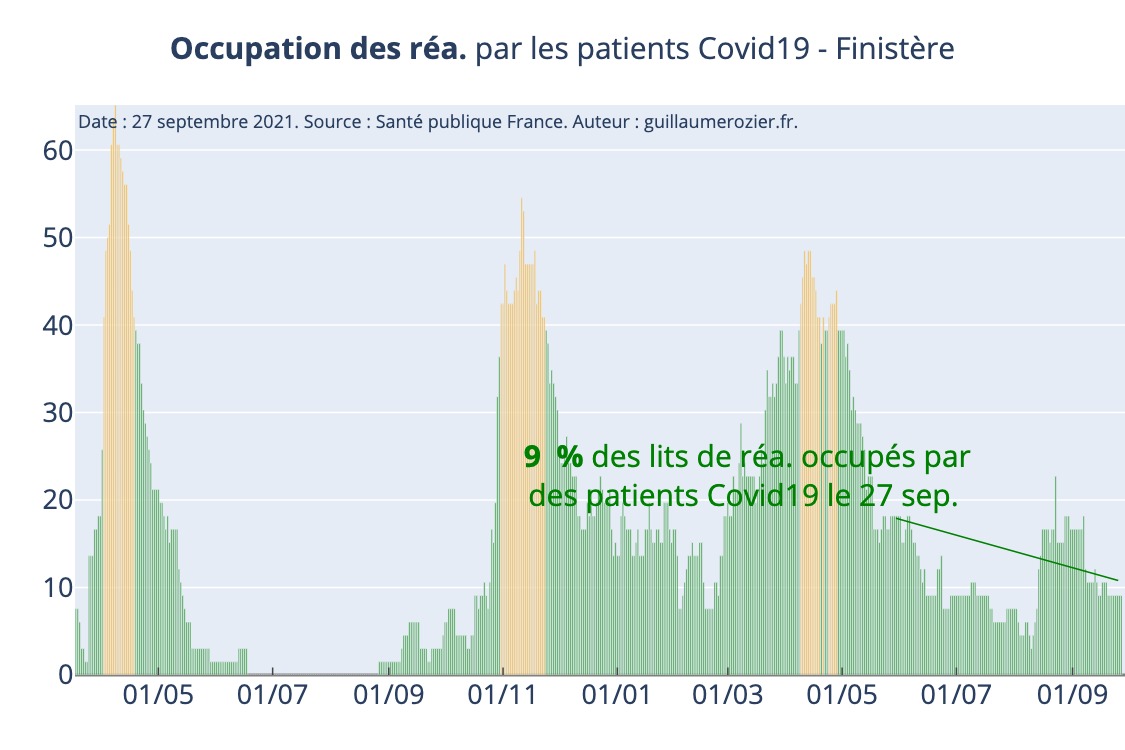 Occupation des réa. par les patients Covid19 - Finistère
Date : 27 septembre 2021. Source : Santé publique France. Auteur : guillaumerozier.fr.
60
50
40
30
20
10
0
9 % des lits de réa. occupés par
des patients Covid19 le 27 sep.
01/05 01/07 01/09 01/11 01/01 01/03 01/05 01/07 01/09